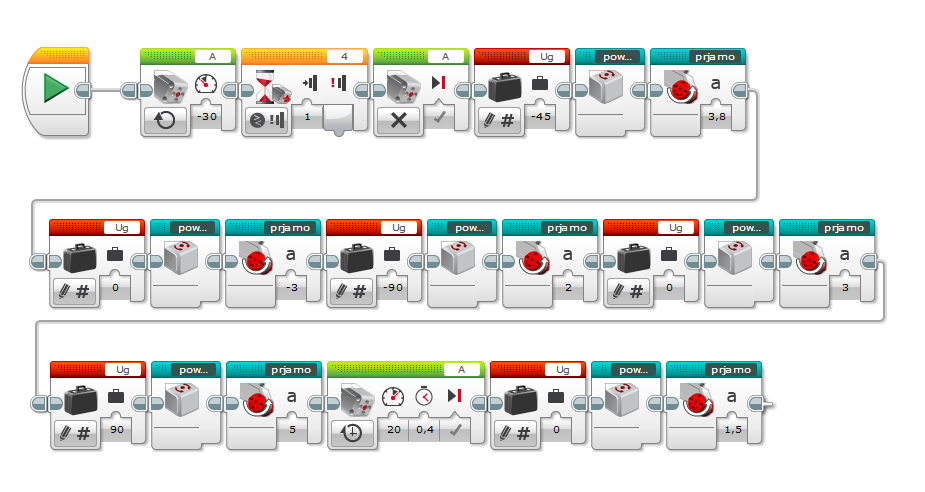 A 4 A Ug pow... prjamo
a
-30 1 # -45 3,8
Ug pow... prjamo Ug pow... prjamo Ug pow... prjamo
a a a
# 0 -3 # -90 2 # 0 3
Ug pow... prjamo A Ug pow... prjamo
a a
# 90 5 20 0,4 # 0 1,5